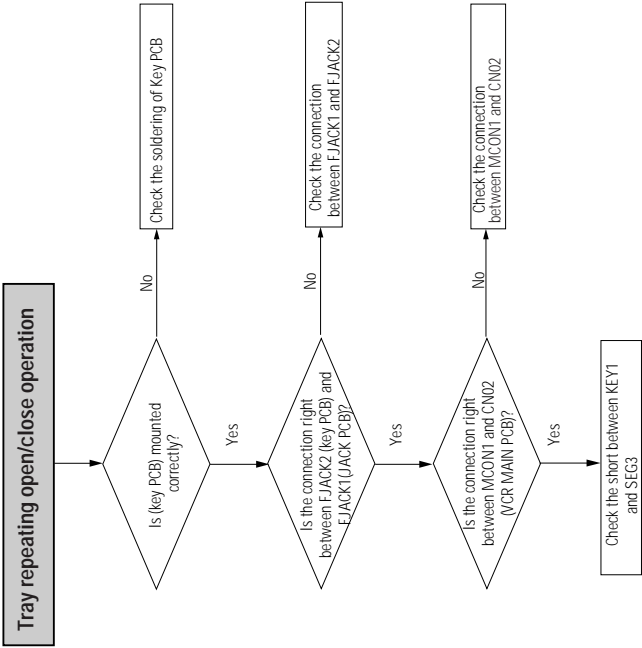 Tray repeating open/close operation
Is (key PCB) mounted
correctly?
No
Check the soldering of Key PCB
Yes
Is the connection right
between FJACK2 (key PCB) and
FJACK1(JACK PCB)?
No
Check the connection
between FJACK1 and FJACK2
Yes
Is the connection right
between MCON1 and CN02
(VCR MAIN PCB)?
No
Check the connection
between MCON1 and CN02
Yes
Check the short between KEY1
and SEG3